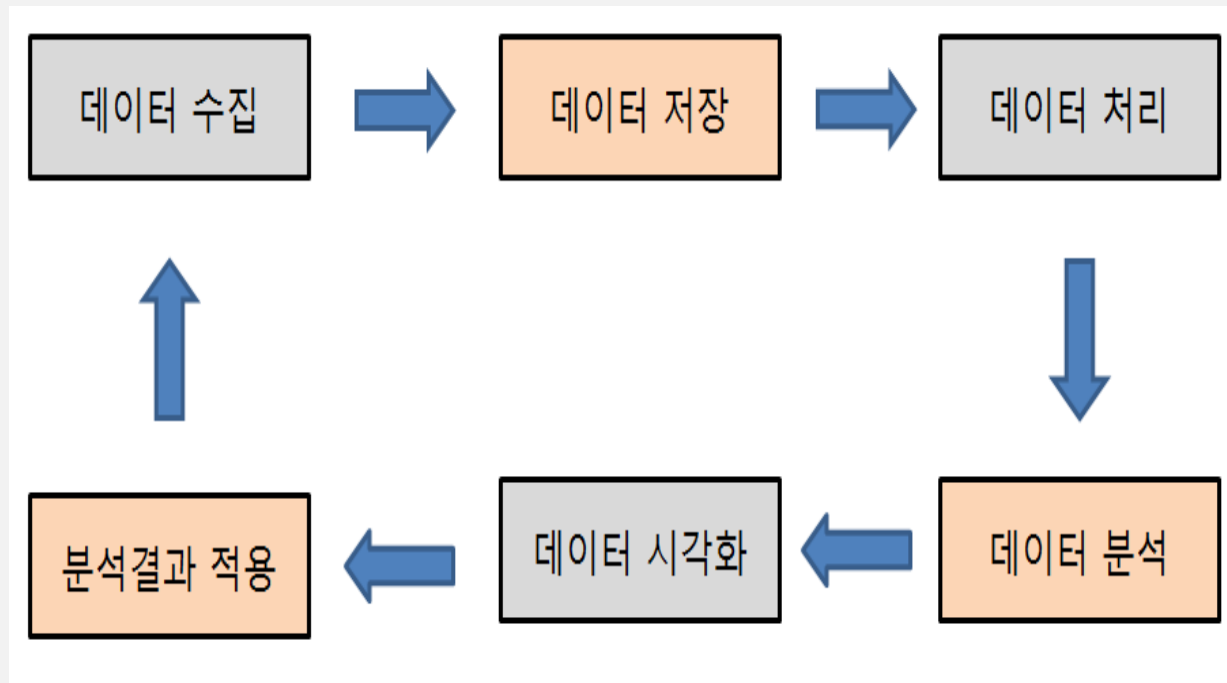 데이터 수집
데이터 저장
데이터 처리
데이터 분석
데이터 시각화
분석결과 적용